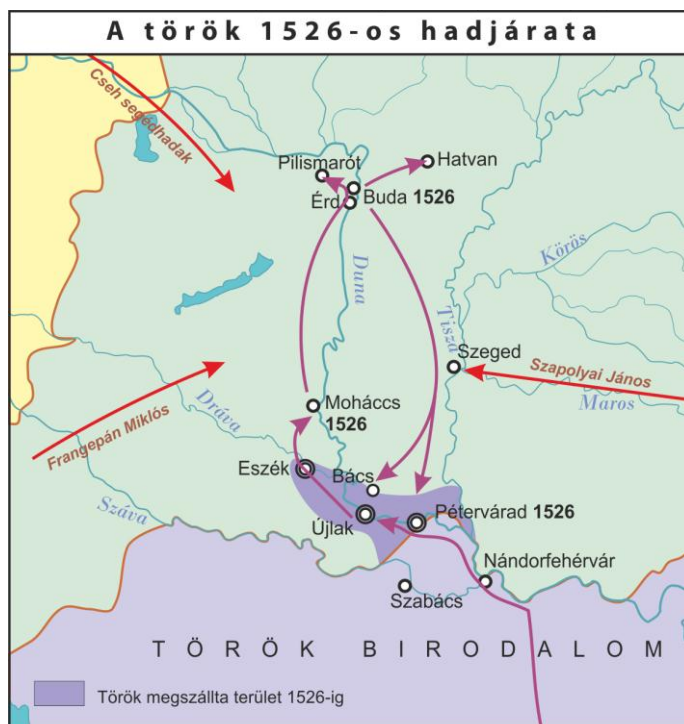 A török 1526-os hadjárata
Cseh segédhadak
Pilismarót
Hatvan
Buda 1526
Érd
Duna
Körös
Tisza
Szeged
Szapolyai János
Maros
Frangepán Miklós
Dráva
Moháccs
1526
Eszék
Bács
Száva
Újlak
Pétervárad 1526
Nándorfehérvár
Szabács
TÖRÖK BIRODALOM
Török megszállta terület 1526-ig